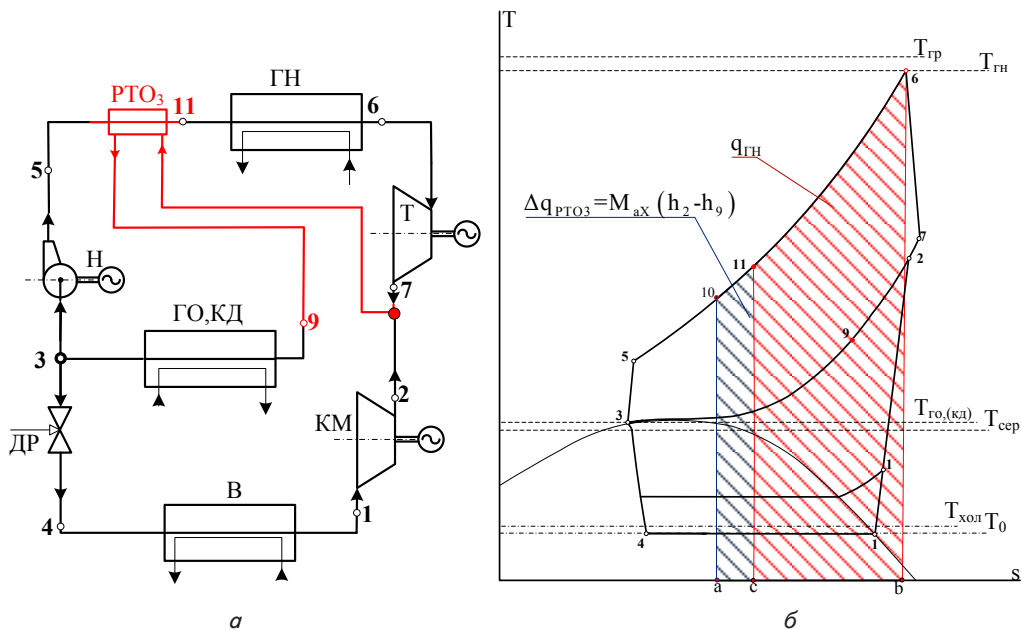 ГН
РТО₃
11
6
5
Т
Н
7
ГО,КД
9
3
2
КМ
ДР
В
4
1
а
T
Tгр
Tгн
6
qГН
ΔqРТО3=MаX(h₂-h₉)
7
2
11
10
9
5
3
Tго,(кд)
Tсер
1
Tхол
T₀
4
1
a
c
b
s
б